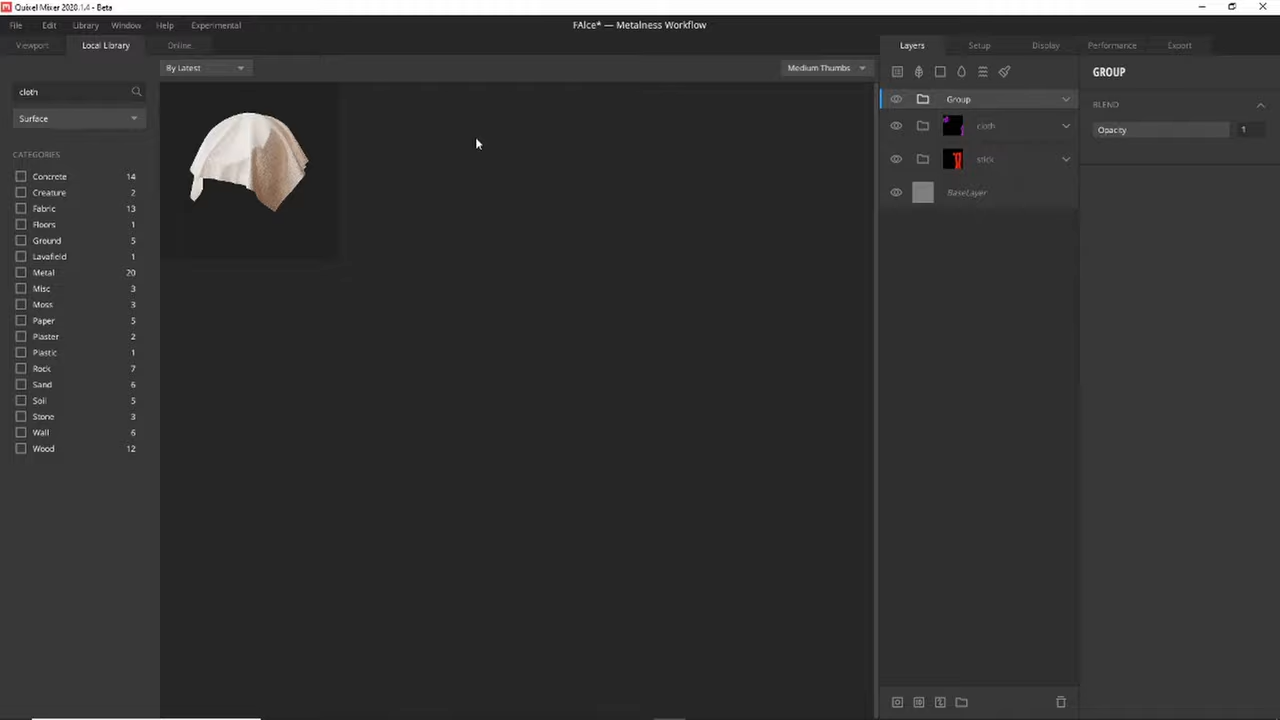 Quixel Mixer 2020.1.4 - Beta
File Edit Library Window Help Experimental
FAlce* — Metalness Workflow
Viewport Local Library Online
By Latest
Medium Thumbs
cloth
Surface
CATEGORIES
Concrete 14
Creature 2
Fabric 13
Floors 1
Ground 5
Lavafield 1
Metal 20
Misc 3
Moss 3
Paper 5
Plaster 2
Plastic 1
Rock 7
Sand 6
Soil 5
Stone 3
Wall 6
Wood 12
Layers Setup Display Performance Export
Group
cloth
stick
BaseLayer
GROUP
BLEND
Opacity 1